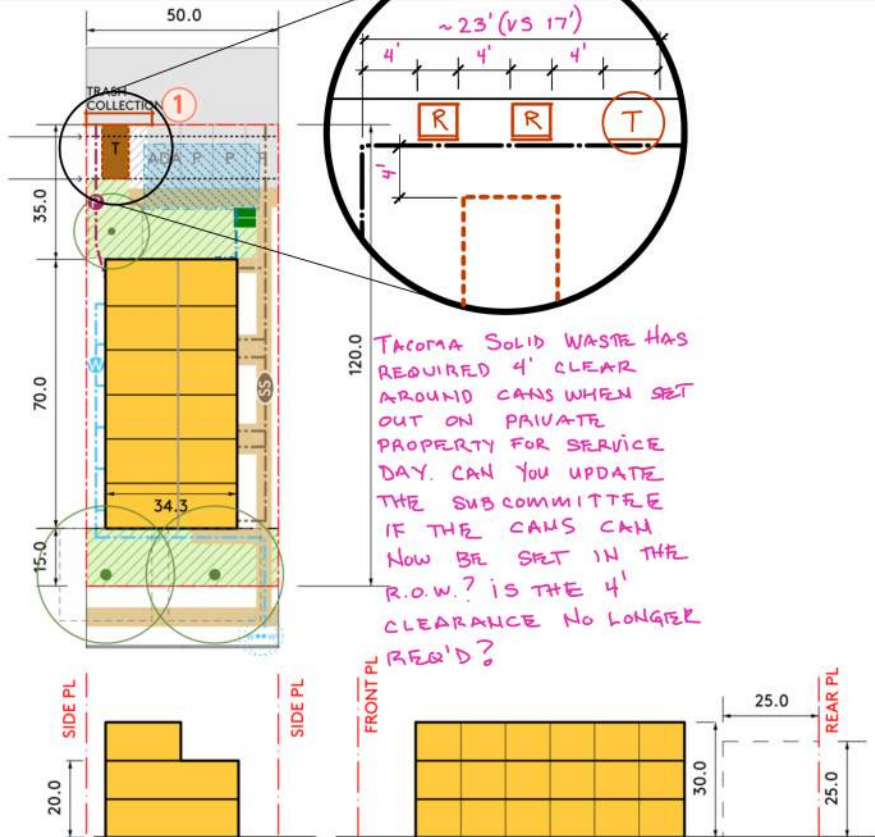 50.0
~23' (VS 17')
4' 4' 4'
TRASH
COLLECTION
1
R R T
T
ADA P P P
4'
35.0
P
120.0
70.0
W
SS
TACOMA SOLID WASTE HAS
REQUIRED 4' CLEAR
AROUND CANS WHEN SET
OUT ON PRIVATE
PROPERTY FOR SERVICE
DAY. CAN YOU UPDATE
THE SUBCOMMITTEE
IF THE CANS CAN
NOW BE SET IN THE
R.O.W.? IS THE 4'
CLEARANCE NO LONGER
REQ'D?
34.3
15.0
SIDE PL
SIDE PL
FRONT PL
REAR PL
25.0
20.0
30.0
25.0